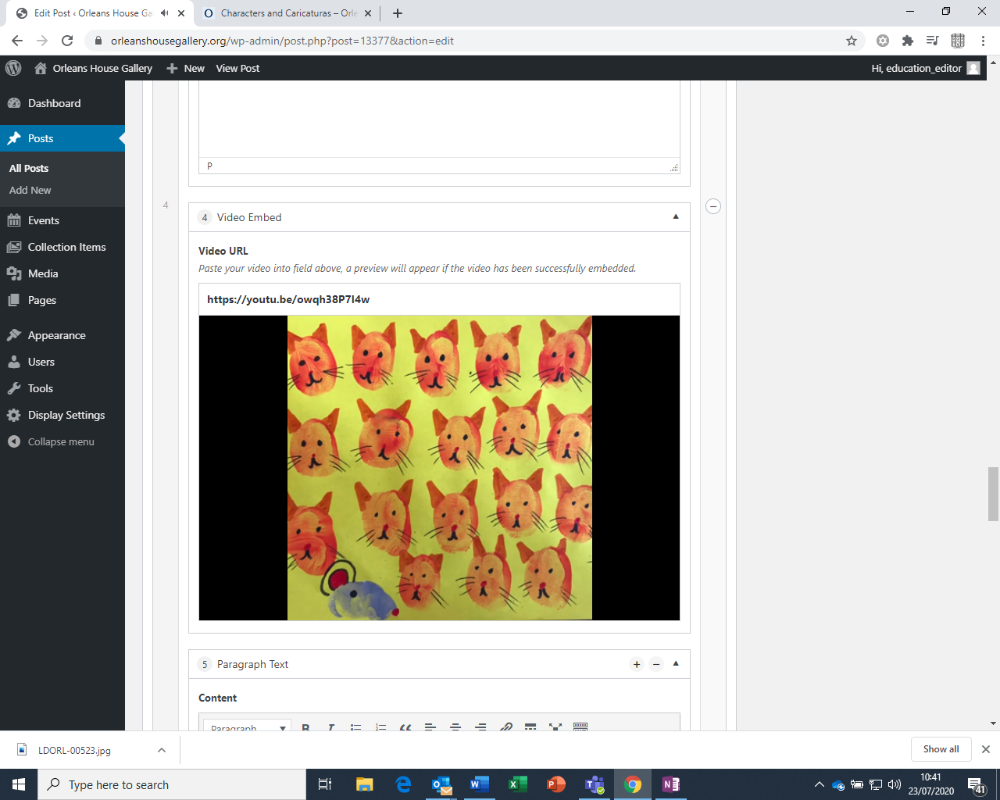 Edit Post ‹ Orleans House Ga
Characters and Caricaturas – Orle
orleanshousegallery.org/wp-admin/post.php?post=13377&action=edit
Orleans House Gallery
New
View Post
Hi, education_editor
Dashboard
Posts
All Posts
Add New
Events
Collection Items
Media
Pages
Appearance
Users
Tools
Display Settings
Collapse menu
P
4
4 Video Embed
Video URL
Paste your video into field above, a preview will appear if the video has been successfully embedded.
https://youtu.be/owqh38P7I4w
5 Paragraph Text
Content
Paragraph
LDORL-00523.jpg
Show all
Type here to search
10:41
23/07/2020
41